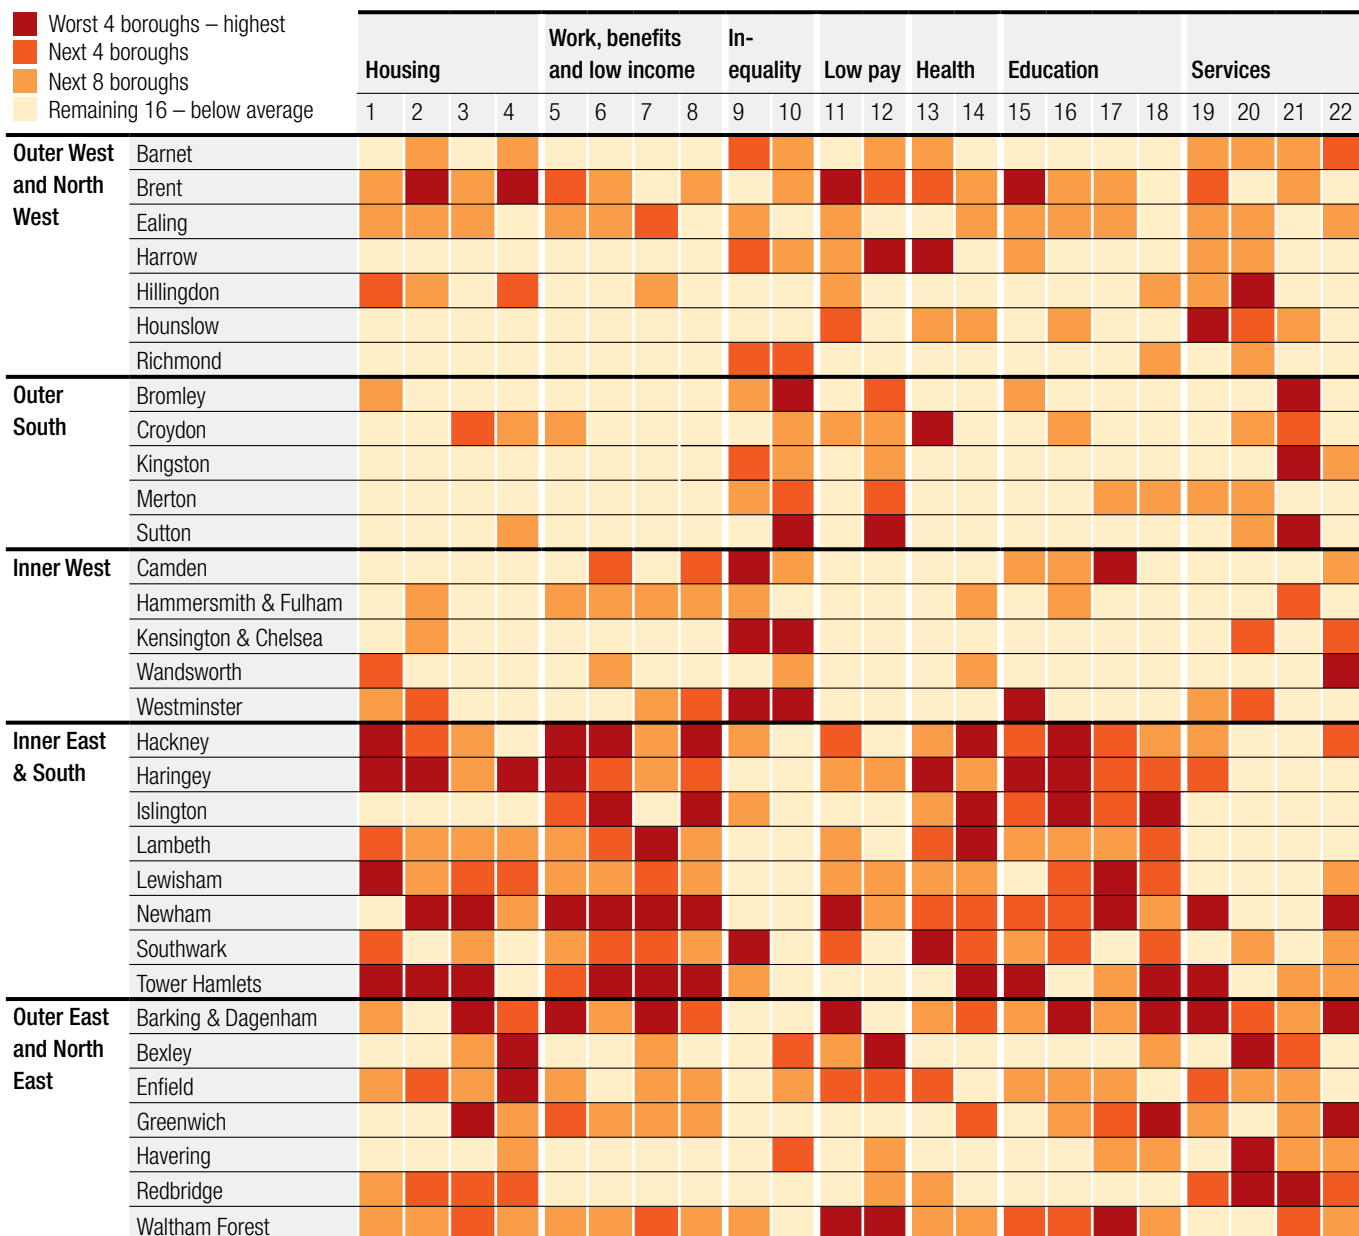 Worst 4 boroughs – highest
Next 4 boroughs
Next 8 boroughs
Remaining 16 – below average
Housing
Work, benefits
and low income
In-
equality
Low pay
Health
Education
Services
1 2 3 4 5 6 7 8 9 10 11 12 13 14 15 16 17 18 19 20 21 22
Outer West
and North
West
Barnet
Brent
Ealing
Harrow
Hillingdon
Hounslow
Richmond
Outer
South
Bromley
Croydon
Kingston
Merton
Sutton
Inner West
Camden
Hammersmith & Fulham
Kensington & Chelsea
Wandsworth
Westminster
Inner East
& South
Hackney
Haringey
Islington
Lambeth
Lewisham
Newham
Southwark
Tower Hamlets
Outer East
and North
East
Barking & Dagenham
Bexley
Enfield
Greenwich
Havering
Redbridge
Waltham Forest